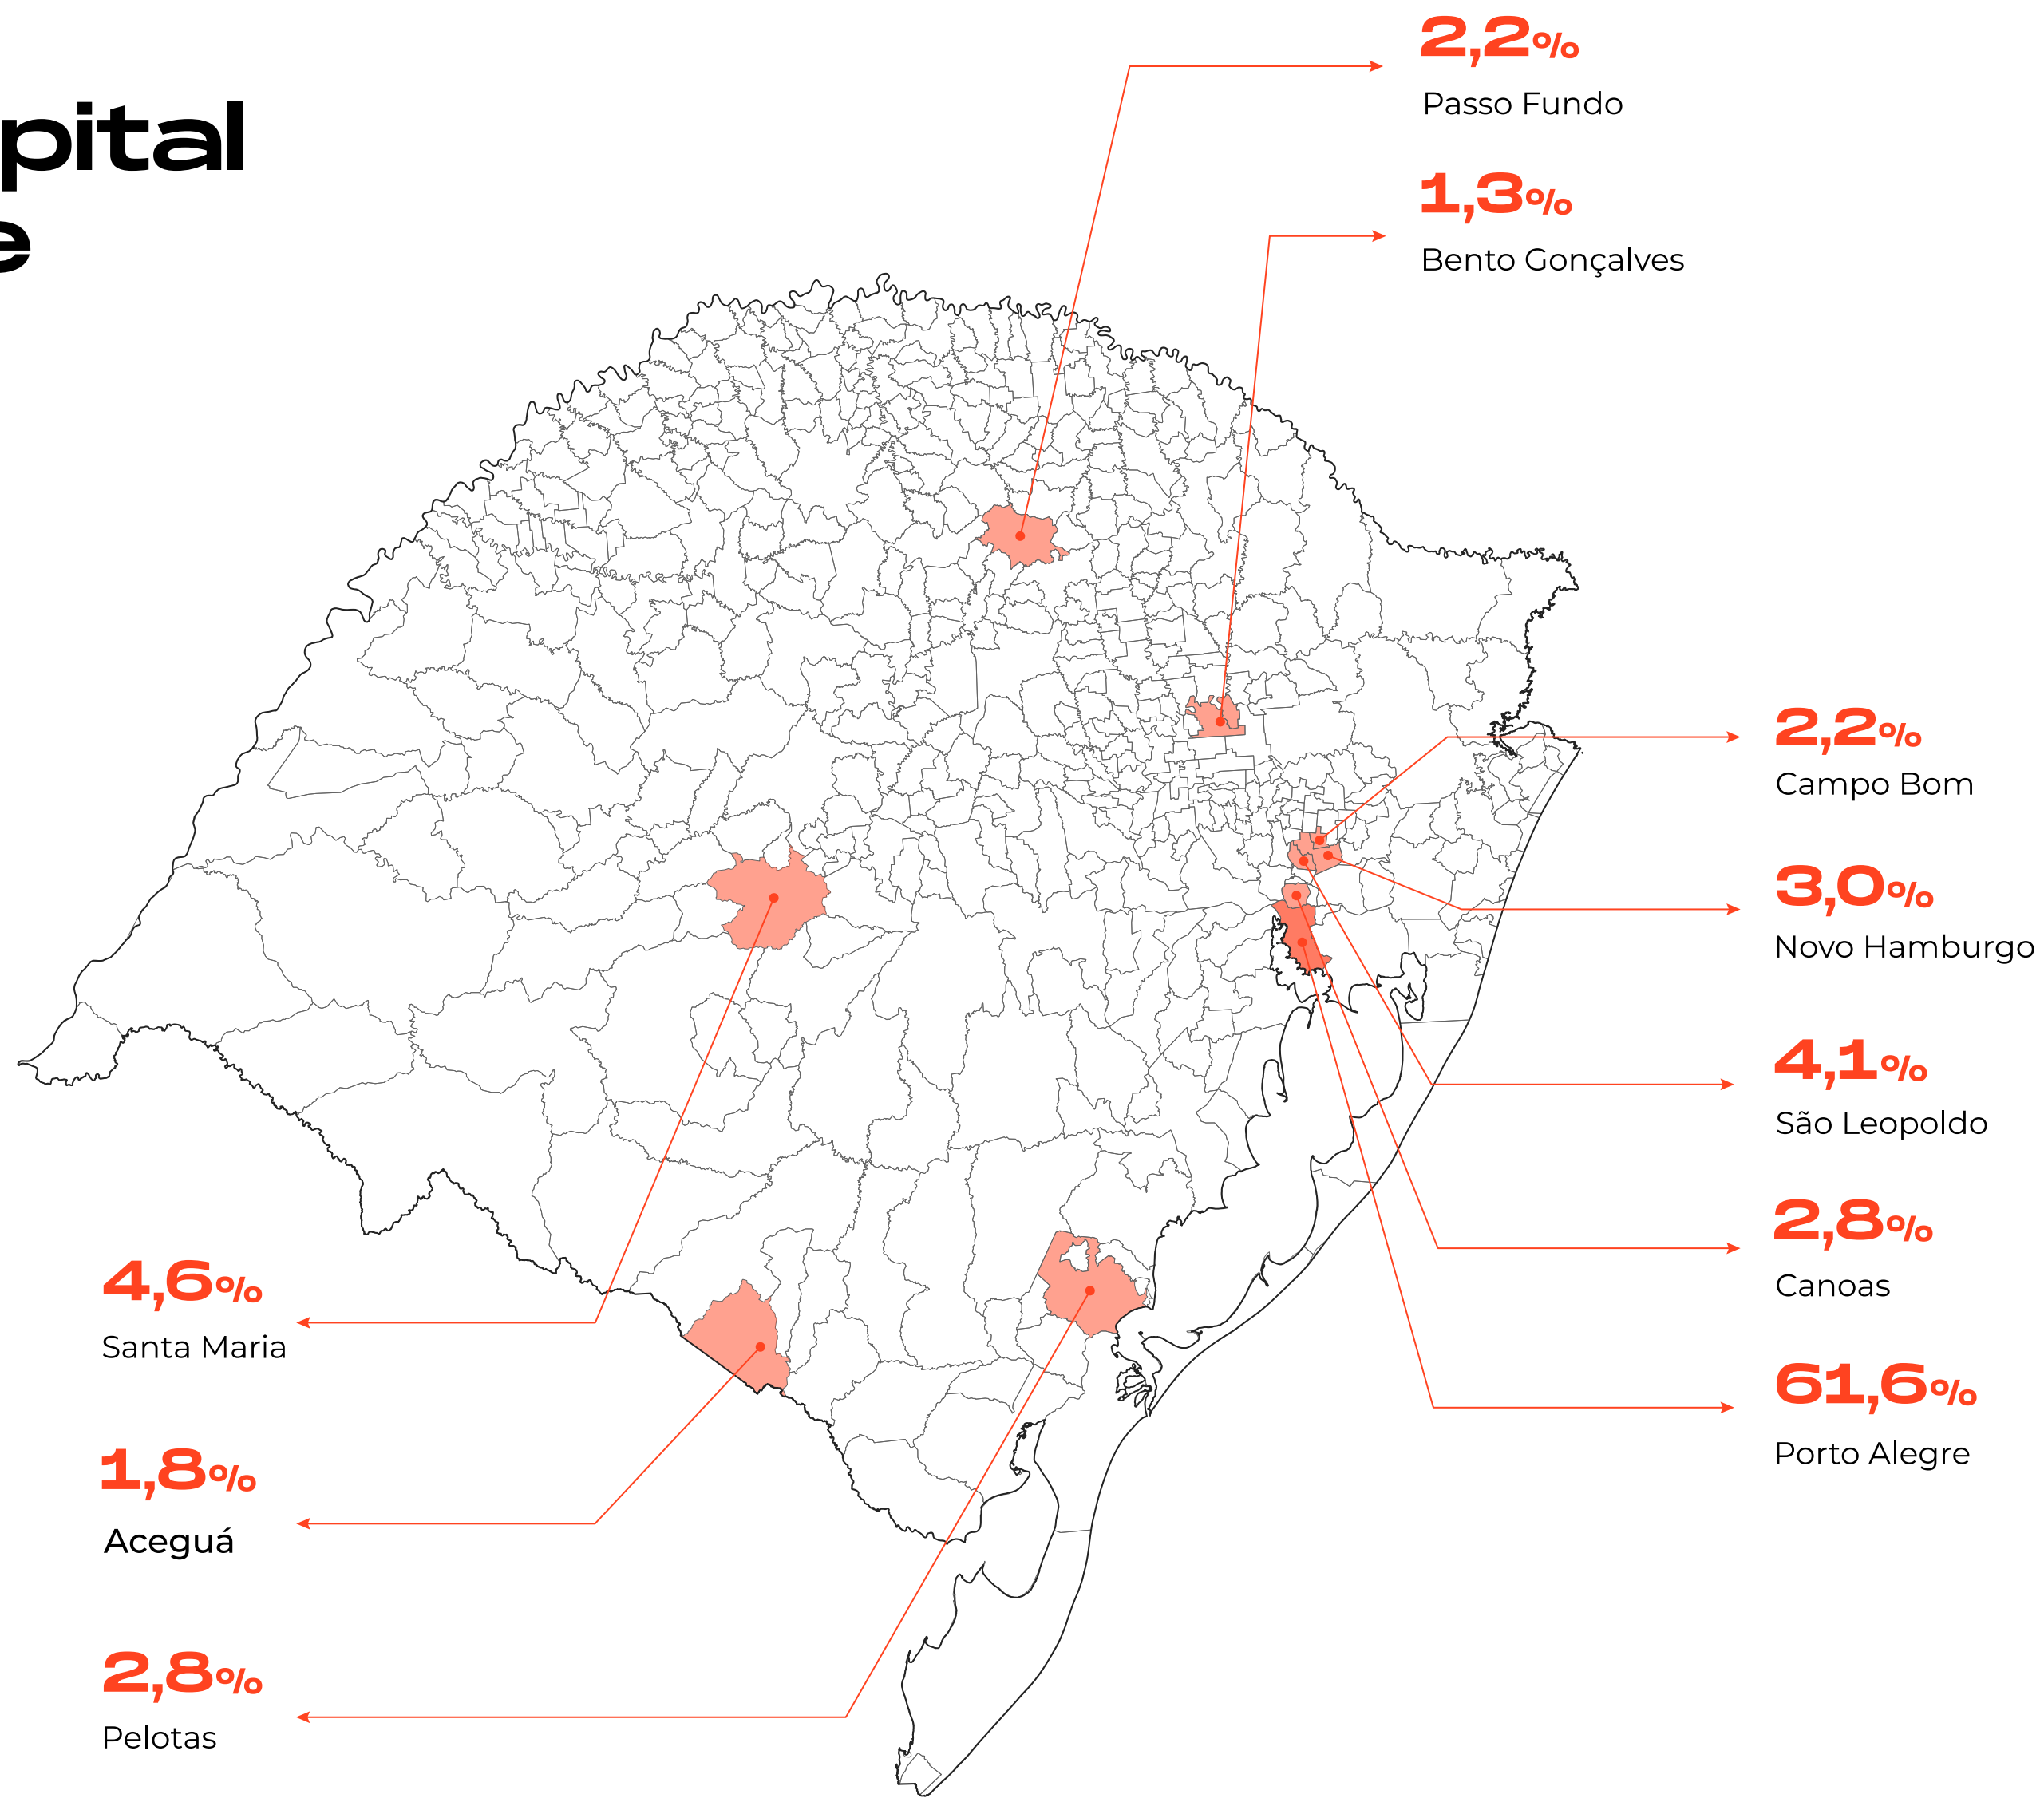 pital
e
2,2%
Passo Fundo
1,3%
Bento Gonçalves
2,2%
Campo Bom
3,0%
Novo Hamburgo
4,1%
São Leopoldo
2,8%
Canoas
61,6%
Porto Alegre
4,6%
Santa Maria
1,8%
Aceguá
2,8%
Pelotas